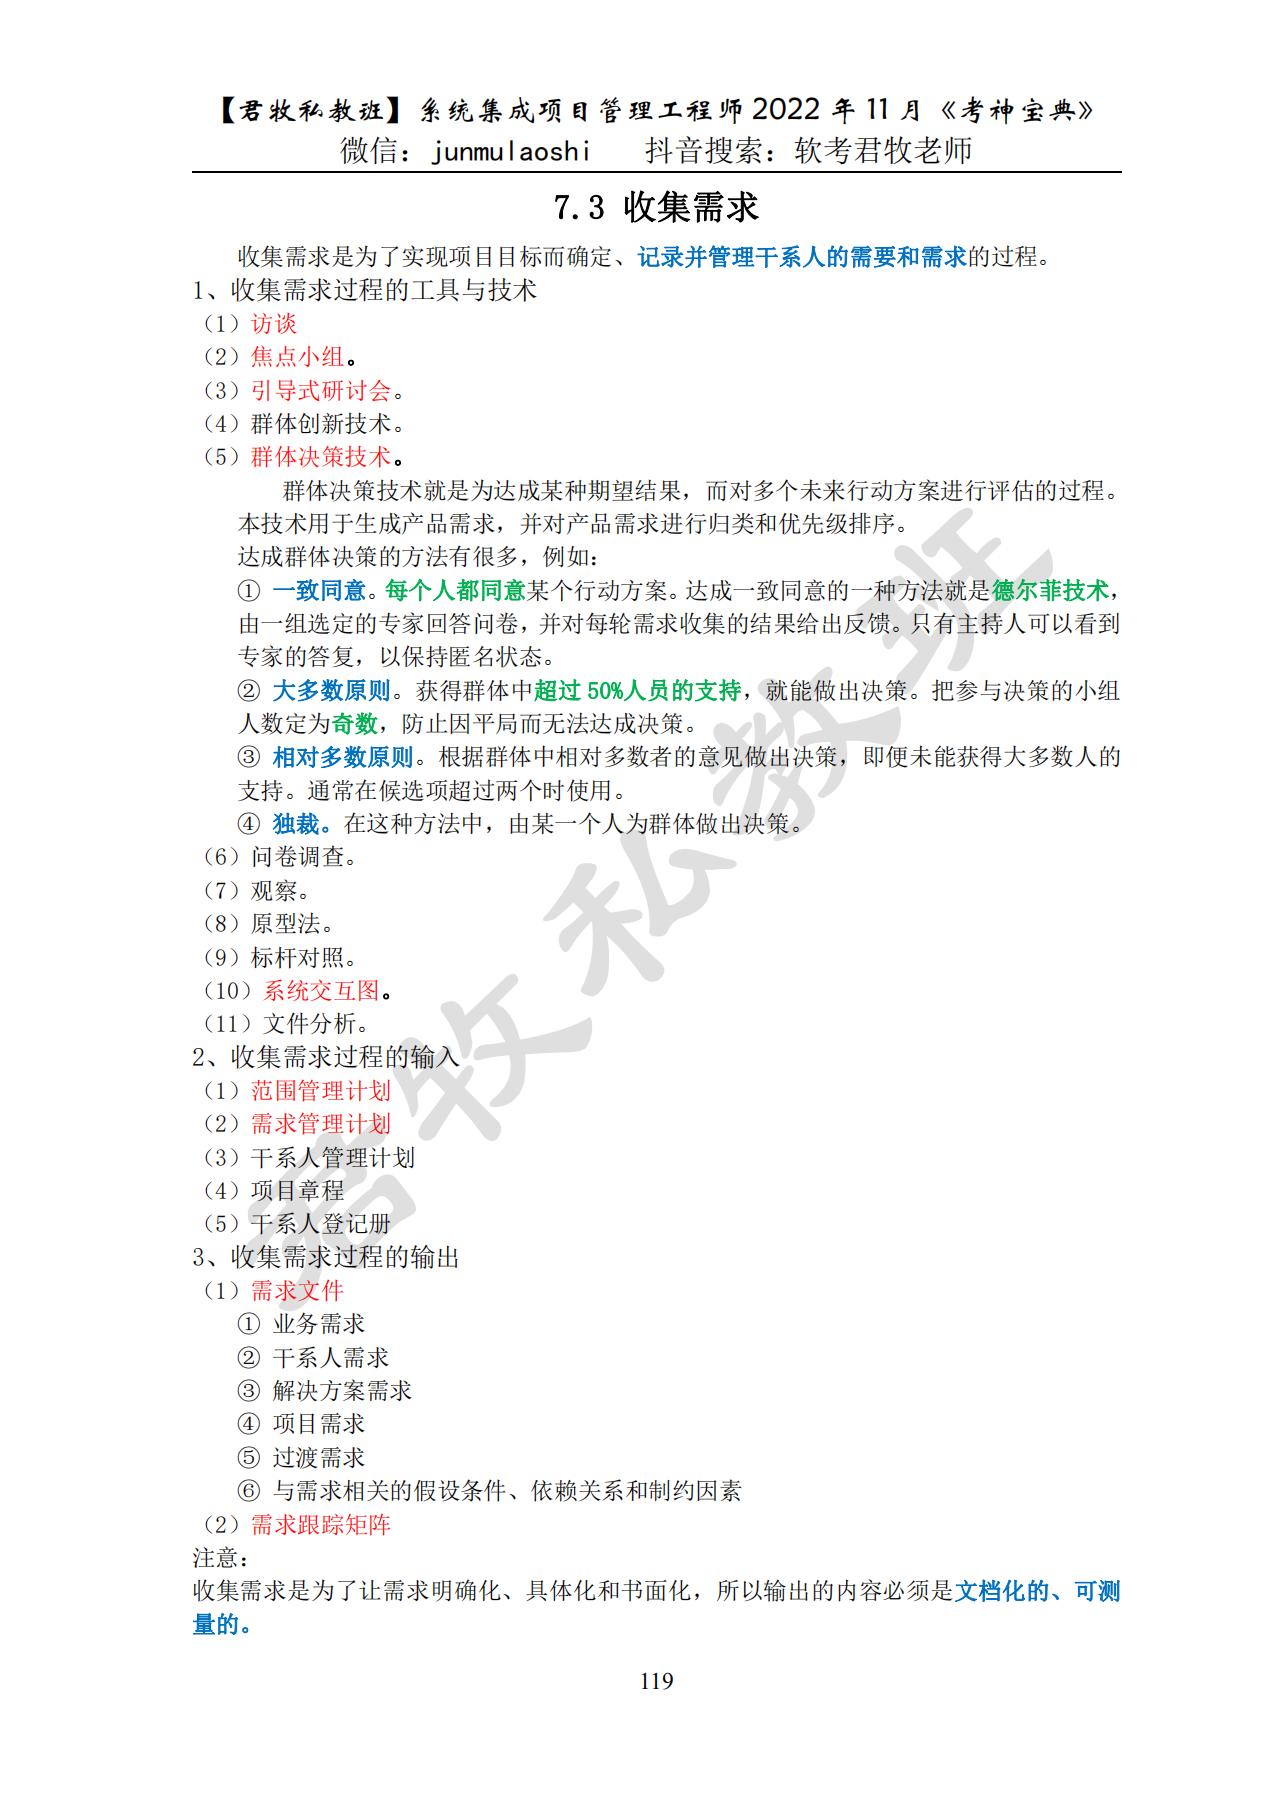 【君牧私教班】系统集成项目管理工程师2022年11月《考神宝典》
微信：junmulaoshi 抖音搜索：软考君牧老师
7.3 收集需求
收集需求是为了实现项目目标而确定、记录并管理干系人的需要和需求的过程。
1、收集需求过程的工具与技术
（1）访谈
（2）焦点小组。
（3）引导式研讨会。
（4）群体创新技术。
（5）群体决策技术。
群体决策技术就是为达成某种期望结果，而对多个未来行动方案进行评估的过程。
本技术用于生成产品需求，并对产品需求进行归类和优先级排序。
达成群体决策的方法有很多，例如：
① 一致同意。每个人都同意某个行动方案。达成一致同意的一种方法就是德尔菲技术，
由一组选定的专家回答问卷，并对每轮需求收集的结果给出反馈。只有主持人可以看到
专家的答复，以保持匿名状态。
② 大多数原则。获得群体中超过50%人员的支持，就能做出决策。把参与决策的小组
人数定为奇数，防止因平局而无法达成决策。
③ 相对多数原则。根据群体中相对多数者的意见做出决策，即便未能获得大多数人的
支持。通常在候选项超过两个时使用。
④ 独裁。在这种方法中，由某一个人为群体做出决策。
（6）问卷调查。
（7）观察。
（8）原型法。
（9）标杆对照。
（10）系统交互图。
（11）文件分析。
2、收集需求过程的输入
（1）范围管理计划
（2）需求管理计划
（3）干系人管理计划
（4）项目章程
（5）干系人登记册
3、收集需求过程的输出
（1）需求文件
① 业务需求
② 干系人需求
③ 解决方案需求
④ 项目需求
⑤ 过渡需求
⑥ 与需求相关的假设条件、依赖关系和制约因素
（2）需求跟踪矩阵
注意：
收集需求是为了让需求明确化、具体化和书面化，所以输出的内容必须是文档化的、可测
量的。
119
君牧私教班